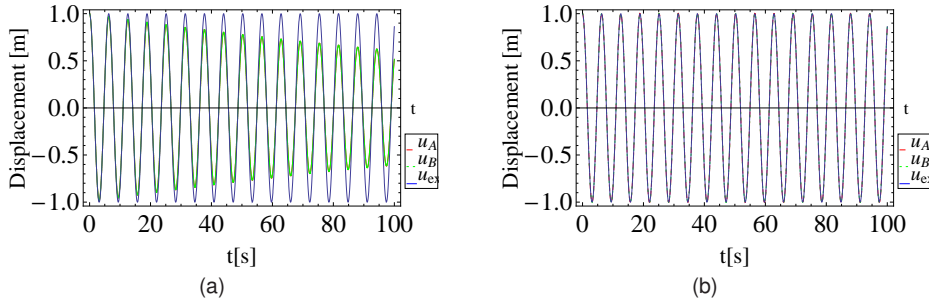 1.0
0.5
0.0
−0.5
−1.0
Displacement [m]
0 20 40 60 80 100
t[s]
t
u_A
u_B
u_ex
(a)
1.0
0.5
0.0
−0.5
−1.0
Displacement [m]
0 20 40 60 80 100
t[s]
t
u_A
u_B
u_ex
(b)